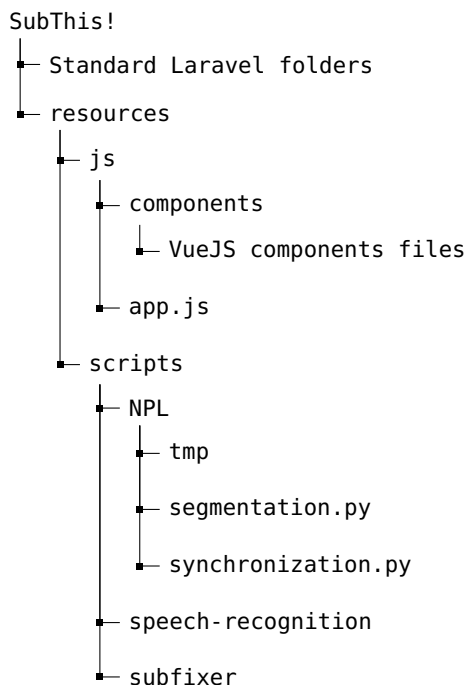 SubThis!
Standard Laravel folders
resources
js
components
VueJS components files
app.js
scripts
NPL
tmp
segmentation.py
synchronization.py
speech-recognition
subfixer